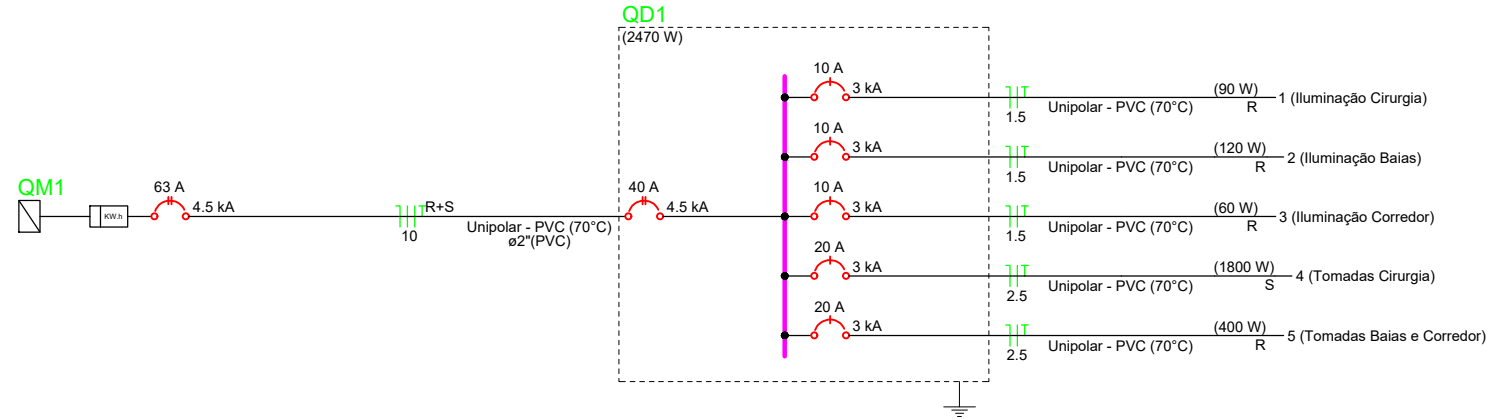 QD1
(2470 W)
10 A
3 kA
1.5
Unipolar - PVC (70°C)
(90 W)
R
1 (Iluminação Cirurgia)
10 A
3 kA
1.5
Unipolar - PVC (70°C)
(120 W)
R
2 (Iluminação Baias)
QM1
KW.h
63 A
4.5 kA
10
R+S
Unipolar - PVC (70°C)
ø2"(PVC)
40 A
4.5 kA
10 A
3 kA
1.5
Unipolar - PVC (70°C)
(60 W)
R
3 (Iluminação Corredor)
20 A
3 kA
2.5
Unipolar - PVC (70°C)
(1800 W)
S
4 (Tomadas Cirurgia)
20 A
3 kA
2.5
Unipolar - PVC (70°C)
(400 W)
R
5 (Tomadas Baias e Corredor)